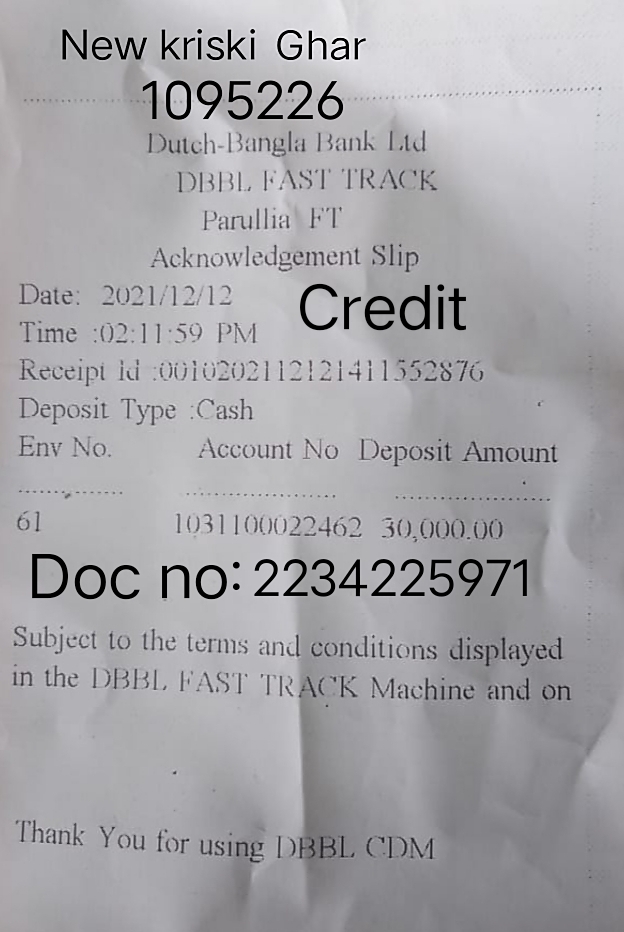 New kriski Ghar
1095226
Dutch-Bangla Bank Ltd
DBBL FAST TRACK
Parullia FT
Acknowledgement Slip
Date: 2021/12/12
Credit
Time :02:11:59 PM
Receipt id :00102021121214115528​76
Deposit Type :Cash
Env No. Account No Deposit Amount
61 1031100022462 30,000.00
Doc no: 2234225971
Subject to the terms and conditions displayed
in the DBBL FAST TRACK Machine and on
Thank You for using DBBL CDM